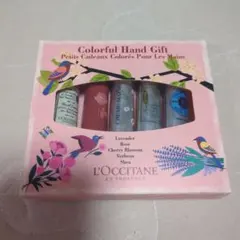 Colorful Hand Gift
Petits Cadeaux Colorés Pour Les Mains
Lavender
Rose
Cherry Blossom
Verbena
Shea
L'OCCITANE
EN PROVENCE